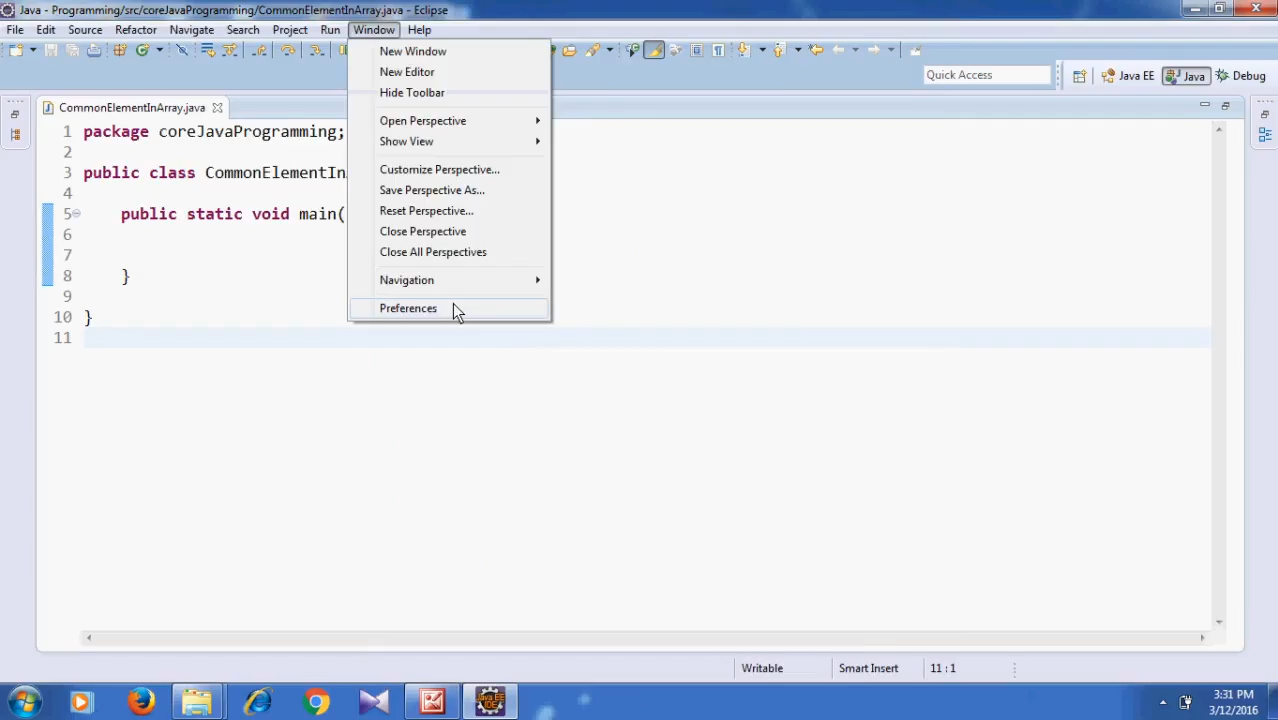 Java - Programming/src/coreJavaProgramming/CommonElementInArray.java - Eclipse
File Edit Source Refactor Navigate Search Project Run Window Help
New Window
New Editor
Hide Toolbar
Open Perspective
Show View
Customize Perspective...
Save Perspective As...
Reset Perspective...
Close Perspective
Close All Perspectives
Navigation
Preferences
Quick Access
Java EE Java Debug
CommonElementInArray.java
1 package coreJavaProgramming;
2
3 public class CommonElementIn
4
5 public static void main(
6
7
8 }
9
10 }
11
Writable Smart Insert 11 : 1
Java EE
IDE
3:31 PM
3/12/2016